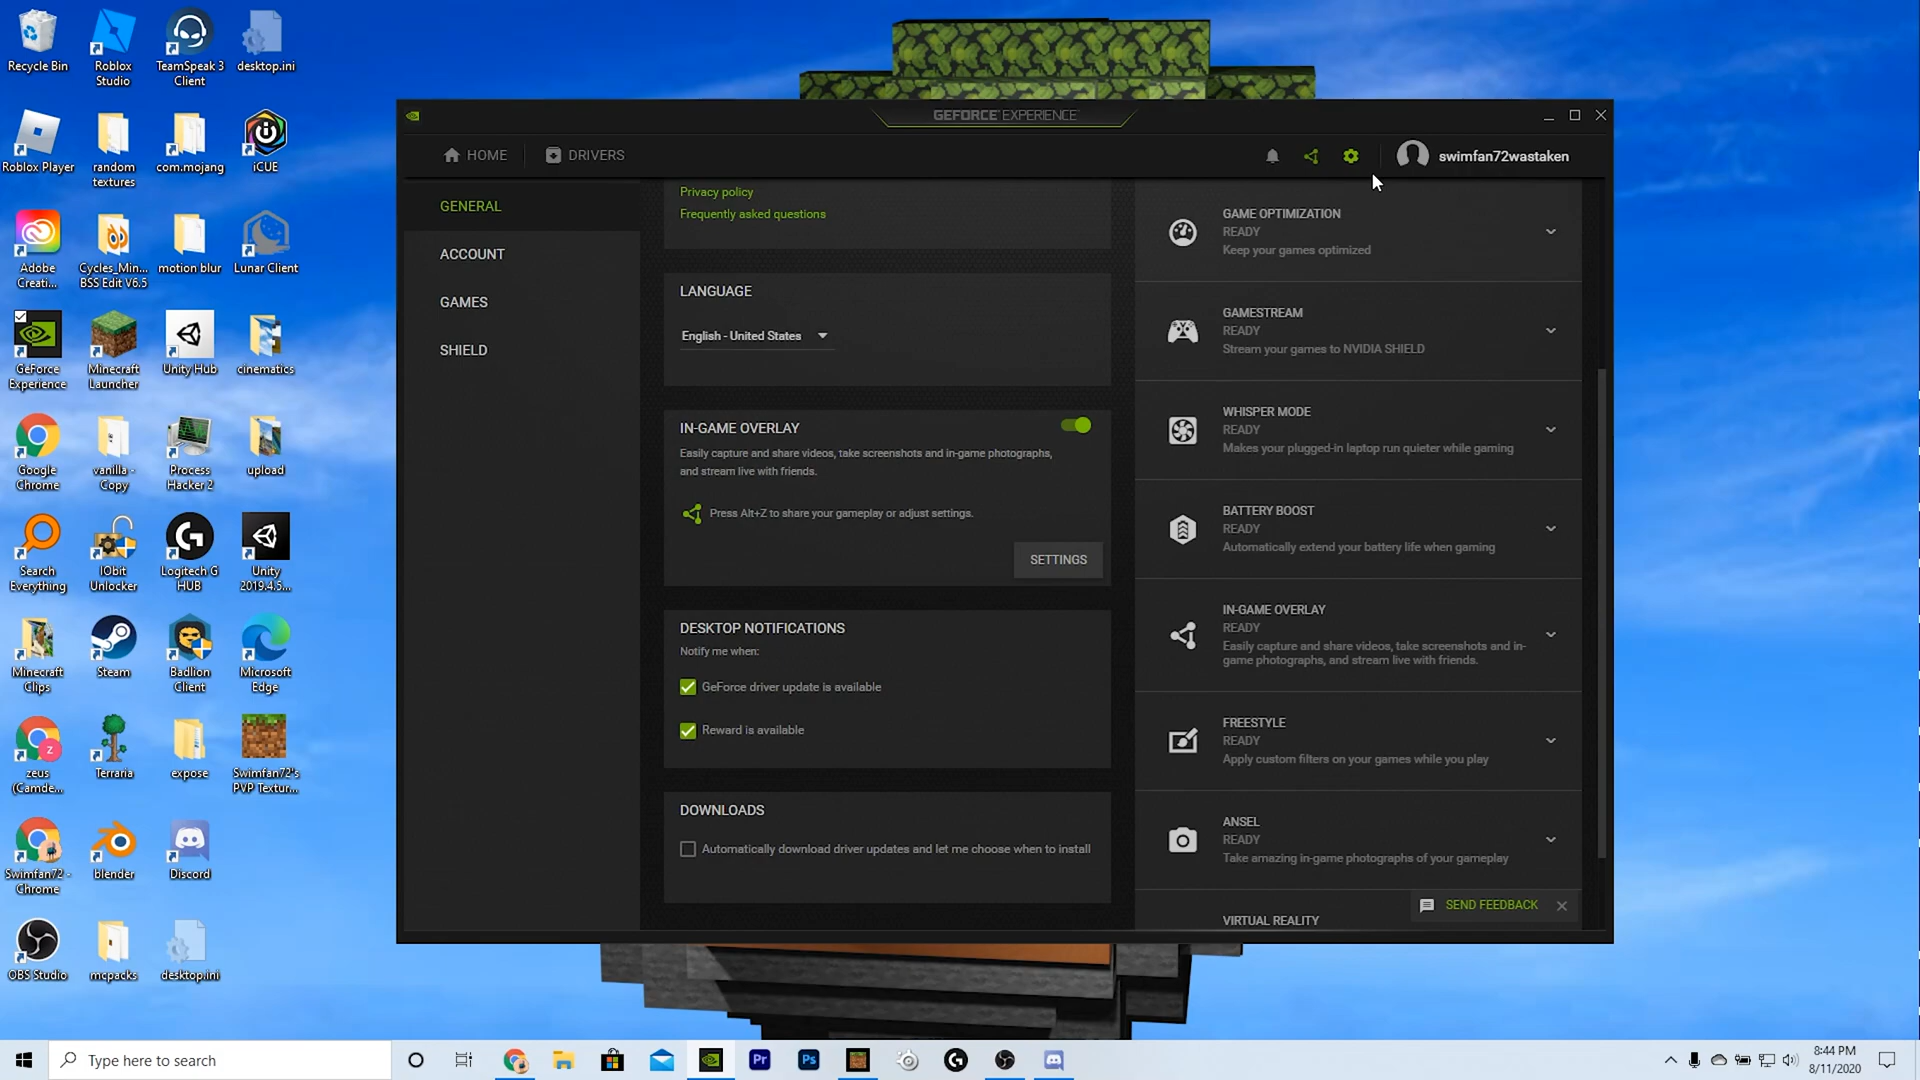 Recycle Bin
Roblox
Studio
TeamSpeak 3
Client
desktop.ini
Roblox Player
random
textures
com.mojang
iCUE
Adobe
Creati...
Cycles_Min...
BSS Edit V6.5
motion blur
Lunar Client
GeForce
Experience
Minecraft
Launcher
Unity Hub
cinematics
Google
Chrome
vanilla -
Copy
Process
Hacker 2
upload
Search
Everything
IObit
Unlocker
Logitech G
HUB
Unity
2019.4.5...
Minecraft
Clips
Steam
Badlion
Client
Microsoft
Edge
zeus
(Camde...
Terraria
expose
Swimfan72's
PVP Textur...
Swimfan72 -
Chrome
blender
Discord
OBS Studio
mcpacks
desktop.ini
GEFORCE EXPERIENCE
HOME
DRIVERS
swimfan72wastaken
GENERAL
ACCOUNT
GAMES
SHIELD
Privacy policy
Frequently asked questions
LANGUAGE
English - United States
IN-GAME OVERLAY
Easily capture and share videos, take screenshots and in-game photographs,
and stream live with friends.
Press Alt+Z to share your gameplay or adjust settings.
SETTINGS
DESKTOP NOTIFICATIONS
Notify me when:
GeForce driver update is available
Reward is available
DOWNLOADS
Automatically download driver updates and let me choose when to install
GAME OPTIMIZATION
READY
Keep your games optimized
GAMESTREAM
READY
Stream your games to NVIDIA SHIELD
WHISPER MODE
READY
Makes your plugged-in laptop run quieter while gaming
BATTERY BOOST
READY
Automatically extend your battery life when gaming
IN-GAME OVERLAY
READY
Easily capture and share videos, take screenshots and in-
game photographs, and stream live with friends.
FREESTYLE
READY
Apply custom filters on your games while you play
ANSEL
READY
Take amazing in-game photographs of your gameplay
VIRTUAL REALITY
SEND FEEDBACK
Type here to search
Pr
Ps
8:44 PM
8/11/2020